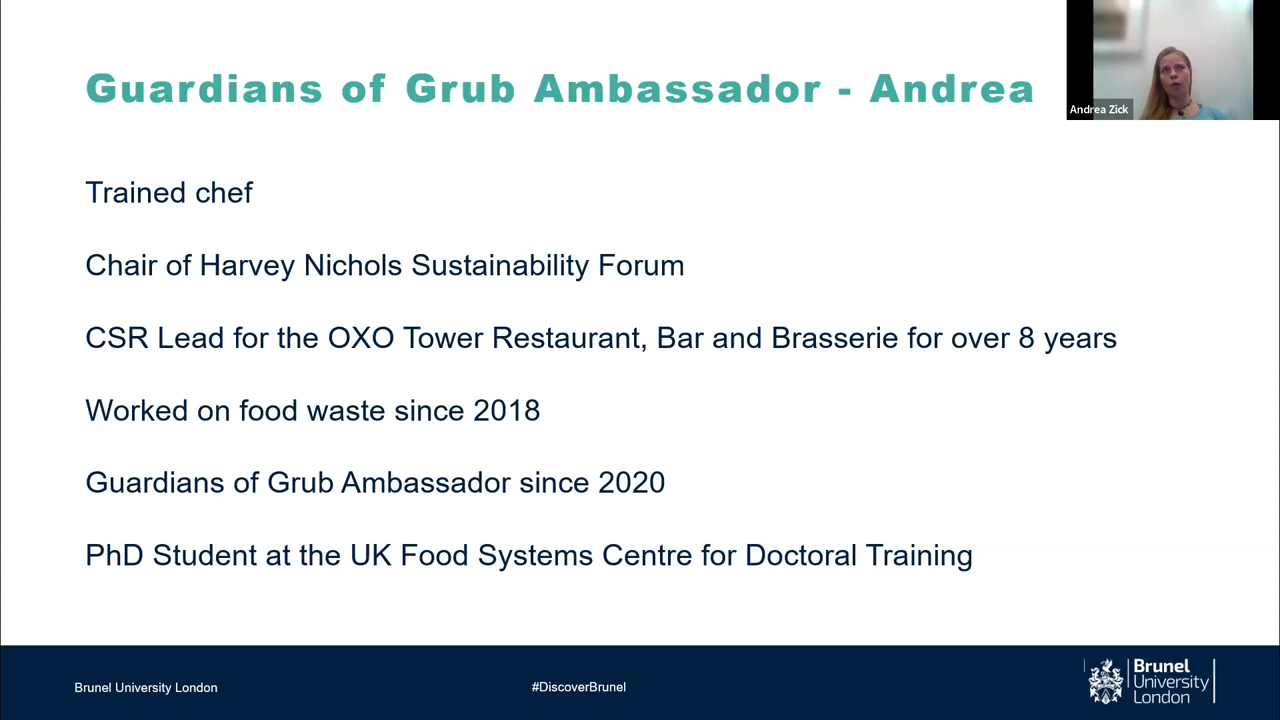 Guardians of Grub Ambassador - Andrea
Andrea Zick
Trained chef
Chair of Harvey Nichols Sustainability Forum
CSR Lead for the OXO Tower Restaurant, Bar and Brasserie for over 8 years
Worked on food waste since 2018
Guardians of Grub Ambassador since 2020
PhD Student at the UK Food Systems Centre for Doctoral Training
Brunel University London
#DiscoverBrunel
Brunel
University
London